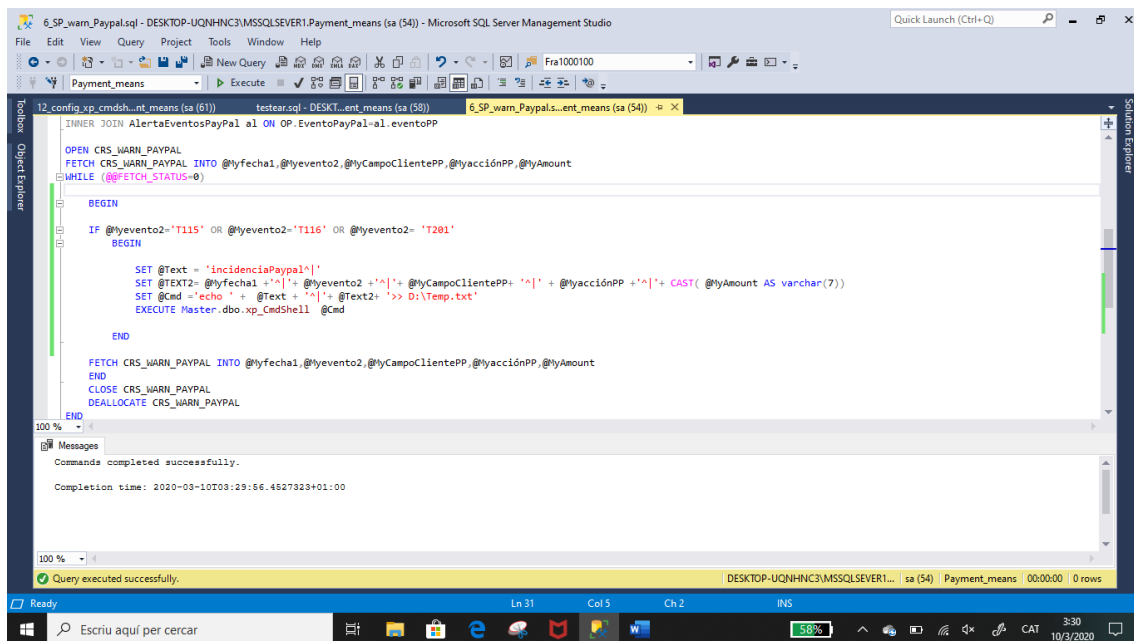 6_SP_warn_Paypal.sql - DESKTOP-UQNHNC3\MSSQLSEVER1.Payment_means (sa (54)) - Microsoft SQL Server Management Studio
Quick Launch (Ctrl+Q)
File Edit View Query Project Tools Window Help
New Query
Fra1000100
Payment_means
Execute
12_config_xp_cmdsh...nt_means (sa (61))
testear.sql - DESKT...ent_means (sa (58))
6_SP_warn_Paypal.s...ent_means (sa (54))
Toolbox
Object Explorer
Solution Explorer
INNER JOIN AlertaEventosPayPal al ON OP.EventoPayPal=al.eventoPP
OPEN CRS_WARN_PAYPAL
FETCH CRS_WARN_PAYPAL INTO @Myfecha1,@Myevento2,@MyCampoClientePP,@MyacciónPP,@MyAmount
WHILE (@@FETCH_STATUS=0)
BEGIN
IF @Myevento2='T115' OR @Myevento2='T116' OR @Myevento2= 'T201'
BEGIN
SET @Text = 'incidenciaPaypal^|'
SET @TEXT2= @Myfecha1 +'^|'+ @Myevento2 +'^|'+ @MyCampoClientePP+ '^|' + @MyacciónPP +'^|'+ CAST( @MyAmount AS varchar(7))
SET @Cmd ='echo ' + @Text + '^|'+ @Text2+ '>> D:\Temp.txt'
EXECUTE Master.dbo.xp_CmdShell @Cmd
END
FETCH CRS_WARN_PAYPAL INTO @Myfecha1,@Myevento2,@MyCampoClientePP,@MyacciónPP,@MyAmount
END
CLOSE CRS_WARN_PAYPAL
DEALLOCATE CRS_WARN_PAYPAL
END
100 %
Messages
Commands completed successfully.
Completion time: 2020-03-10T03:29:56.4527323+01:00
100 %
Query executed successfully.
DESKTOP-UQNHNC3\MSSQLSEVER1... sa (54) Payment_means 00:00:00 0 rows
Ready
Ln 31 Col 5 Ch 2 INS
Escriu aquí per cercar
58%
CAT
3:30
10/3/2020